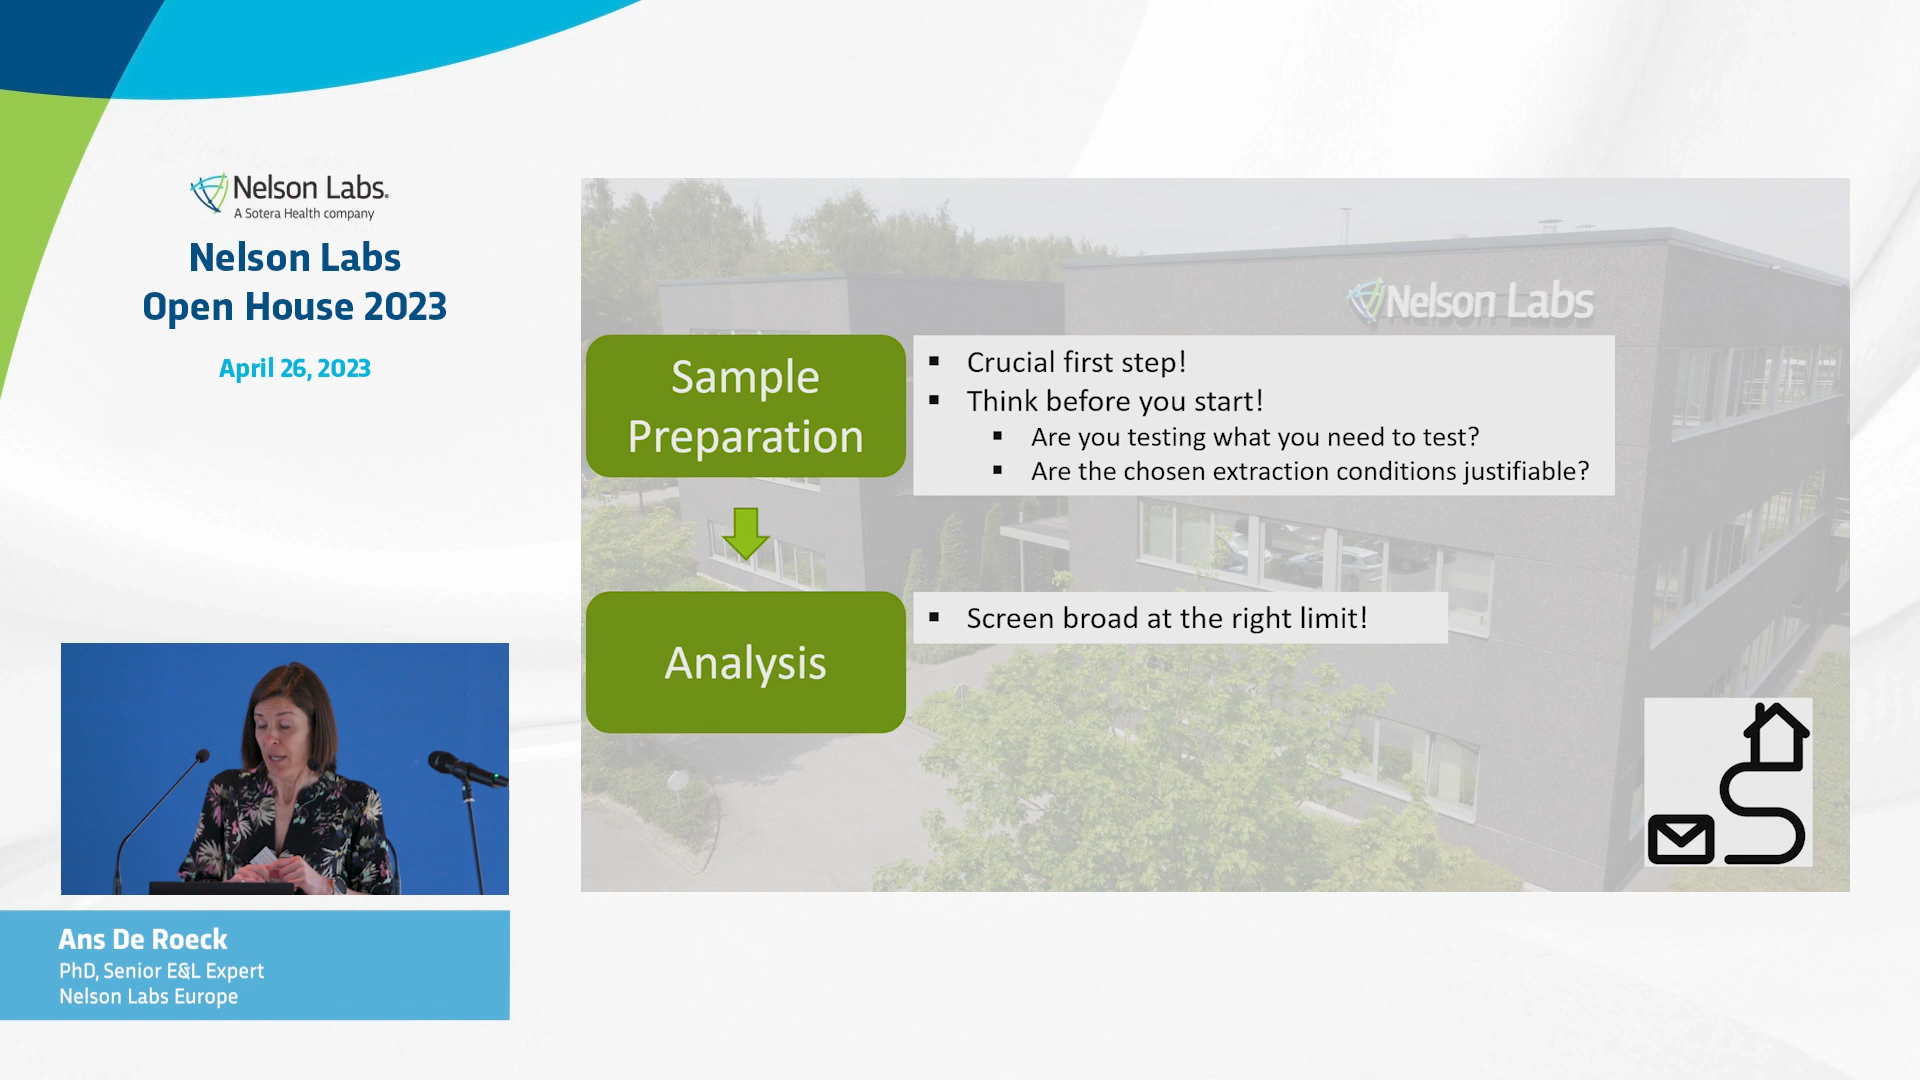 Nelson Labs.
A Sotera Health company
Nelson Labs
Open House 2023
April 26, 2023
Nelson Labs
Sample
Preparation
▪ Crucial first step!
▪ Think before you start!
▪ Are you testing what you need to test?
▪ Are the chosen extraction conditions justifiable?
Analysis
▪ Screen broad at the right limit!
Ans De Roeck
PhD, Senior E&L Expert
Nelson Labs Europe